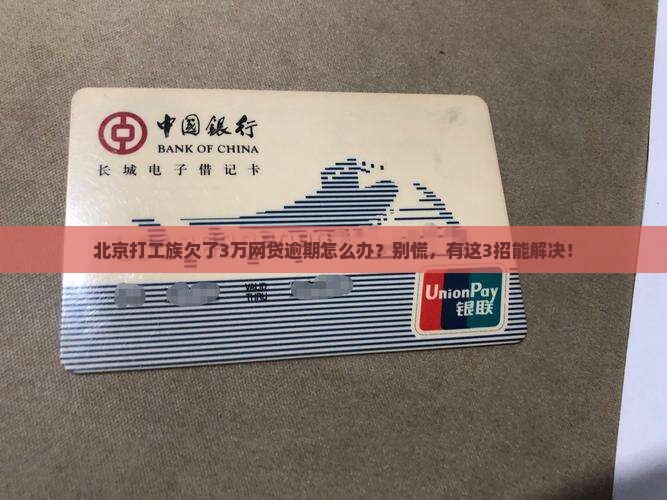 中國銀行
BANK OF CHINA
长城电子借记卡
北京打工族欠了3万网贷逾期怎么办？别慌，有这3招能解决！
VALID
THRU
UnionPay
银联